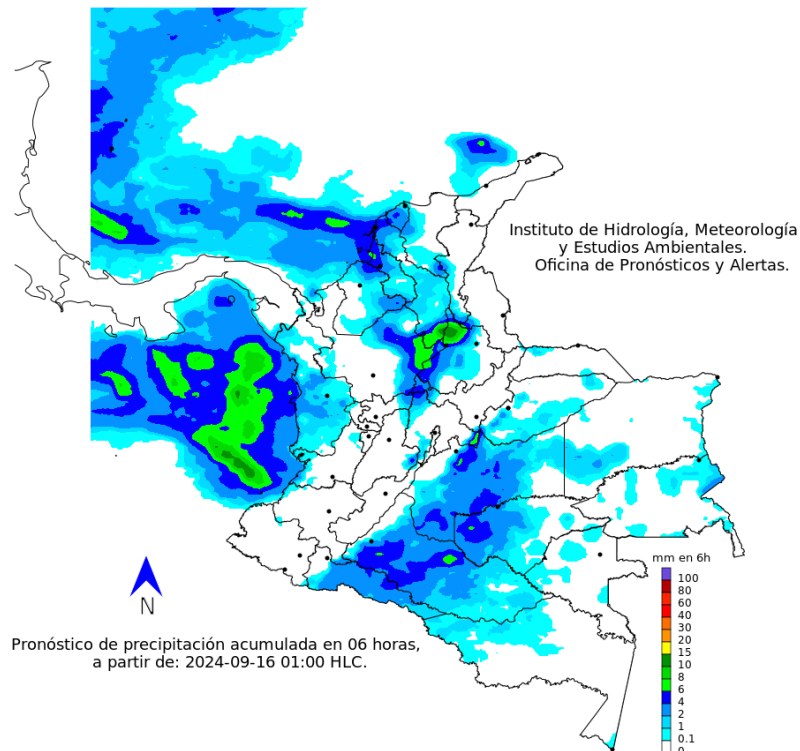 Instituto de Hidrología, Meteorología
y Estudios Ambientales.
Oficina de Pronósticos y Alertas.
mm en 6h
100
80
60
40
30
20
15
10
8
6
4
2
1
0.1
0
N
Pronóstico de precipitación acumulada en 06 horas,
a partir de: 2024-09-16 01:00 HLC.